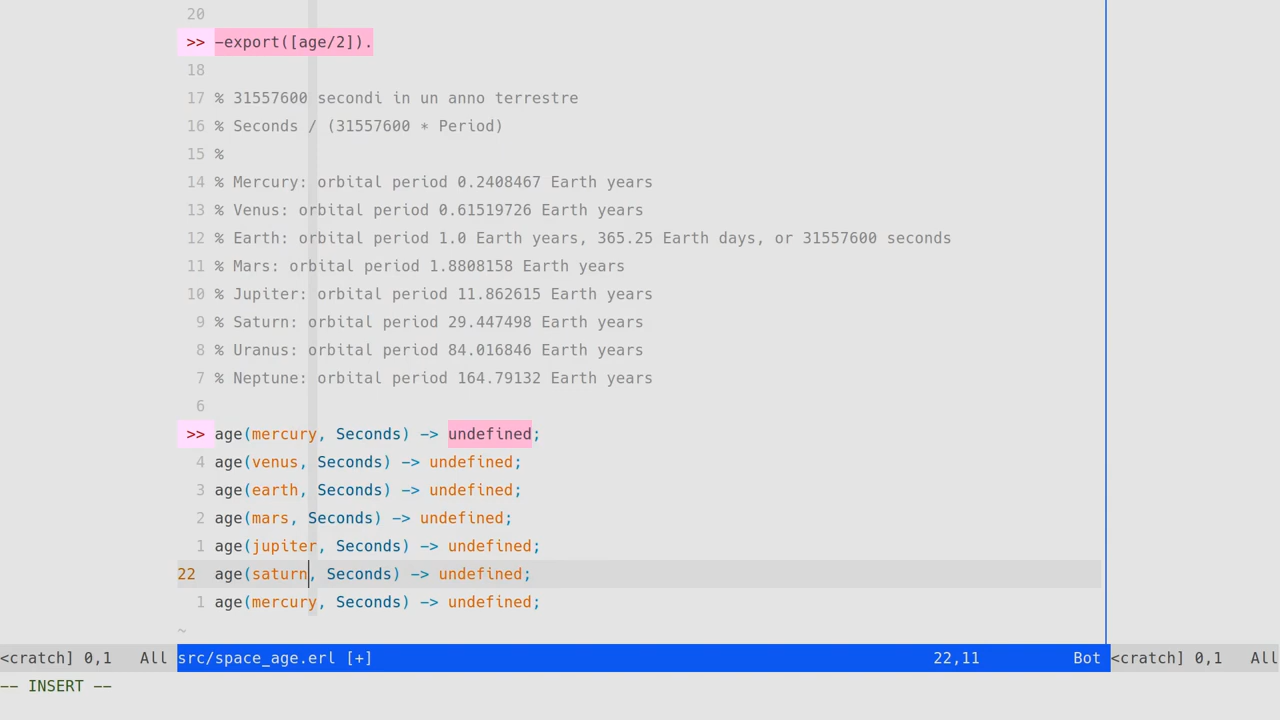 20
>> -export([age/2]).
18
17 % 31557600 secondi in un anno terrestre
16 % Seconds / (31557600 * Period)
15 %
14 % Mercury: orbital period 0.2408467 Earth years
13 % Venus: orbital period 0.61519726 Earth years
12 % Earth: orbital period 1.0 Earth years, 365.25 Earth days, or 31557600 seconds
11 % Mars: orbital period 1.8808158 Earth years
10 % Jupiter: orbital period 11.862615 Earth years
9 % Saturn: orbital period 29.447498 Earth years
8 % Uranus: orbital period 84.016846 Earth years
7 % Neptune: orbital period 164.79132 Earth years
6
>> age(mercury, Seconds) -> undefined;
4 age(venus, Seconds) -> undefined;
3 age(earth, Seconds) -> undefined;
2 age(mars, Seconds) -> undefined;
1 age(jupiter, Seconds) -> undefined;
22 age(saturn, Seconds) -> undefined;
1 age(mercury, Seconds) -> undefined;
~
<cratch] 0,1 All src/space_age.erl [+] 22,11 Bot <cratch] 0,1 All
-- INSERT --